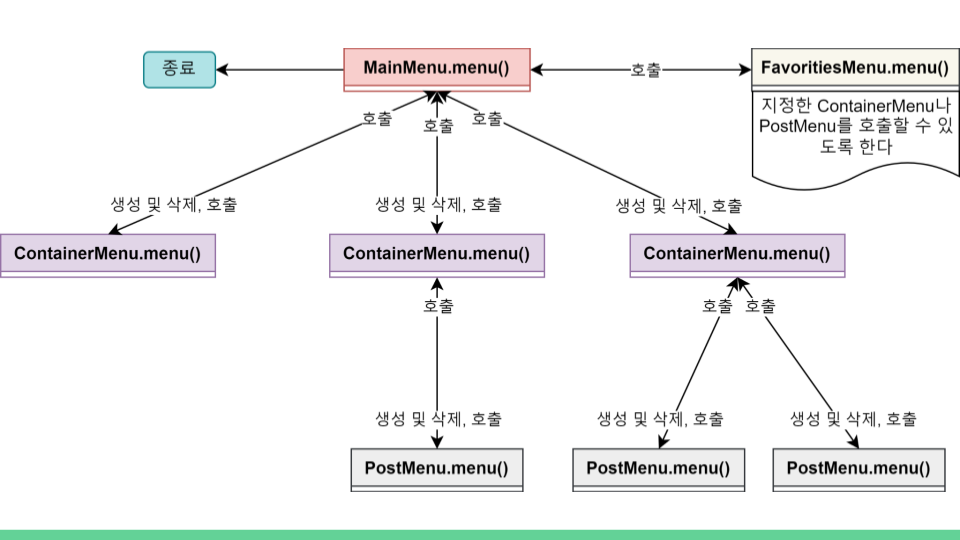 종료
MainMenu.menu()
호출
FavoritiesMenu.menu()
지정한 ContainerMenu나
PostMenu를 호출할 수 있
도록 한다
호출
호출
호출
생성 및 삭제, 호출
생성 및 삭제, 호출
생성 및 삭제, 호출
ContainerMenu.menu()
ContainerMenu.menu()
ContainerMenu.menu()
호출
호출
호출
생성 및 삭제, 호출
생성 및 삭제, 호출
생성 및 삭제, 호출
PostMenu.menu()
PostMenu.menu()
PostMenu.menu()